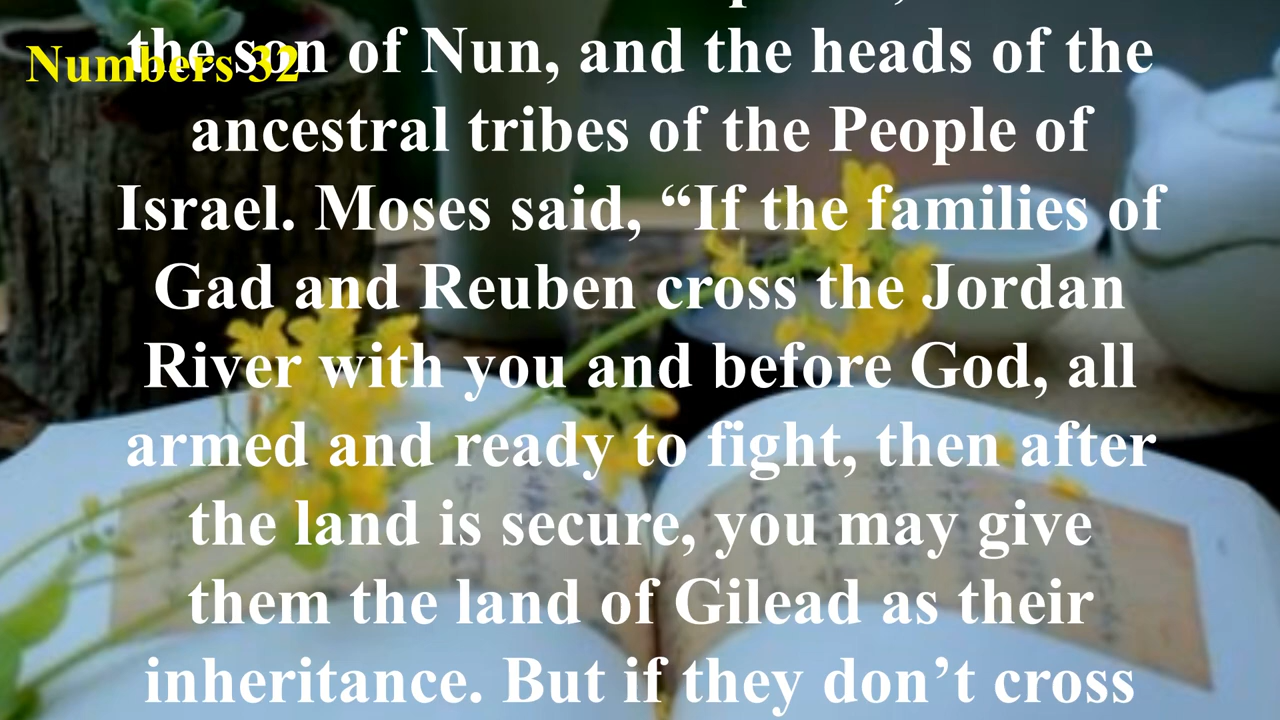 Numbers 32
the son of Nun, and the heads of the
ancestral tribes of the People of
Israel. Moses said, “If the families of
Gad and Reuben cross the Jordan
River with you and before God, all
armed and ready to fight, then after
the land is secure, you may give
them the land of Gilead as their
inheritance. But if they don’t cross